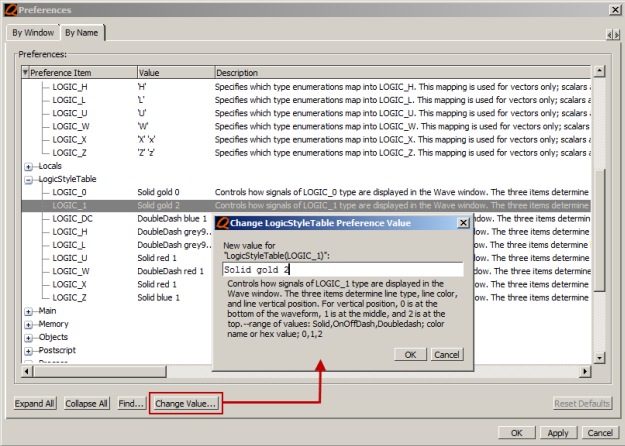 Preferences
By Window By Name
Preferences:
Preference Item Value Description
LOGIC_H 'H' Specifies which type enumerations map into LOGIC_H. This mapping is used for vectors only; scalars a
LOGIC_L 'L' Specifies which type enumerations map into LOGIC_L. This mapping is used for vectors only; scalars a
LOGIC_U 'U' Specifies which type enumerations map into LOGIC_U. This mapping is used for vectors only; scalars a
LOGIC_W 'W' Specifies which type enumerations map into LOGIC_W. This mapping is used for vectors only; scalars
LOGIC_X 'X' 'x' Specifies which type enumerations map into LOGIC_X. This mapping is used for vectors only; scalars a
LOGIC_Z 'Z' 'z' Specifies which type enumerations map into LOGIC_Z. This mapping is used for vectors only; scalars a
Locals
LogicStyleTable
LOGIC_0 Solid gold 0 Controls how signals of LOGIC_0 type are displayed in the Wave window. The three items determine
LOGIC_1 Solid gold 2 Controls how signals of LOGIC_1 type are displayed in the Wave window. The three items determine
LOGIC_DC DoubleDash blue 1 dow. The three items determin
LOGIC_H DoubleDash grey9... ow. The three items determine
LOGIC_L DoubleDash grey9... ow. The three items determine
LOGIC_U Solid red 1 ow. The three items determine
LOGIC_W DoubleDash red 1 dow. The three items determine
LOGIC_X Solid red 1 ow. The three items determine
LOGIC_Z Solid blue 1 ow. The three items determine
Main
Memory
Objects
Postscript
Change LogicStyleTable Preference Value
New value for
"LogicStyleTable(LOGIC_1)":
Solid gold 2
Controls how signals of LOGIC_1 type are displayed in the
Wave window. The three items determine line type, line color,
and line vertical position. For vertical position, 0 is at the
bottom of the waveform, 1 is at the middle, and 2 is at the
top.--range of values: Solid,OnOffDash,Doubledash; color
name or hex value; 0,1,2
OK Cancel
Expand All Collapse All Find... Change Value... Reset Defaults
OK Apply Cancel